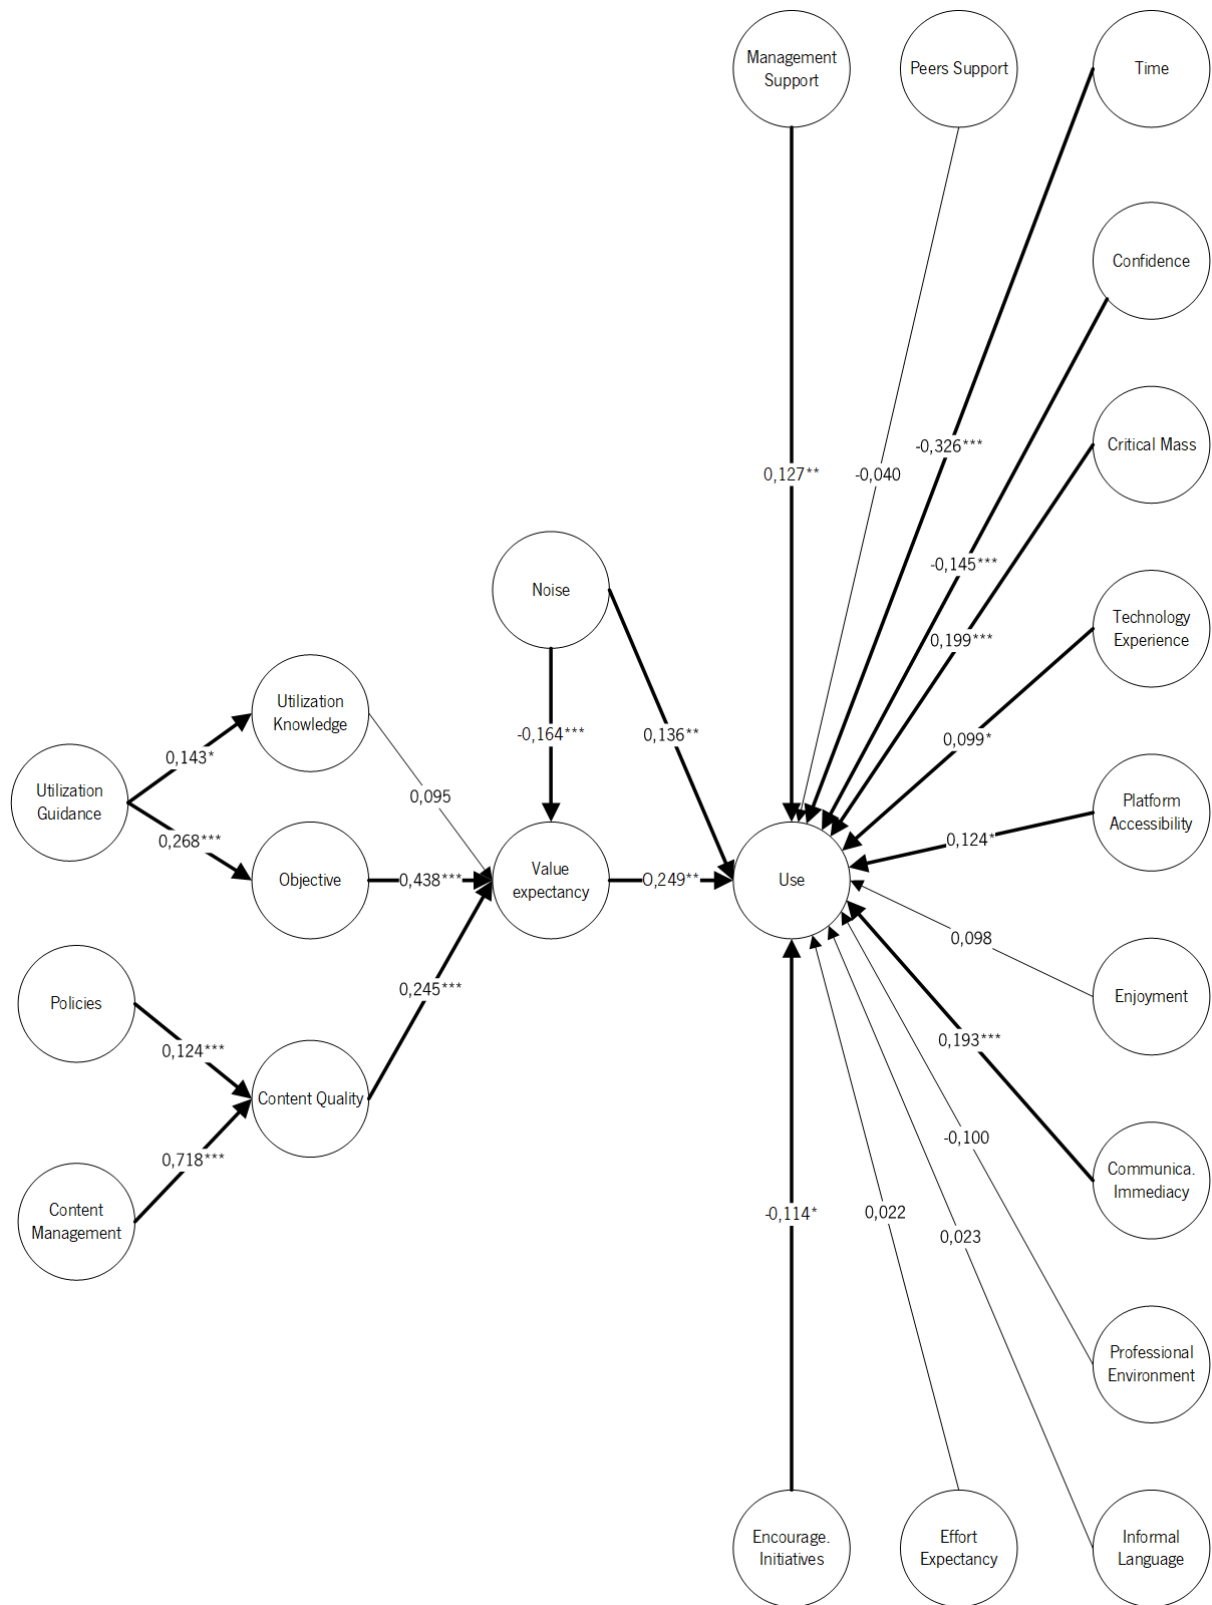 Management
Support
Peers Support
Time
Confidence
Critical Mass
-0,326***
0,127**
-0,040
-0,145***
Noise
Technology
Experience
0,199***
Utilization
Knowledge
-0,164***
0,136**
0,099*
0,143*
Utilization
Guidance
0,095
Platform
Accessibility
0,268***
0,124*
Objective
0,438***
Value
expectancy
0,249**
Use
0,098
Policies
0,245***
Enjoyment
0,124***
0,193***
Content Quality
-0,100
0,718***
Communica.
Immediacy
Content
Management
-0,114*
0,022
0,023
Professional
Environment
Encourage.
Initiatives
Effort
Expectancy
Informal
Language